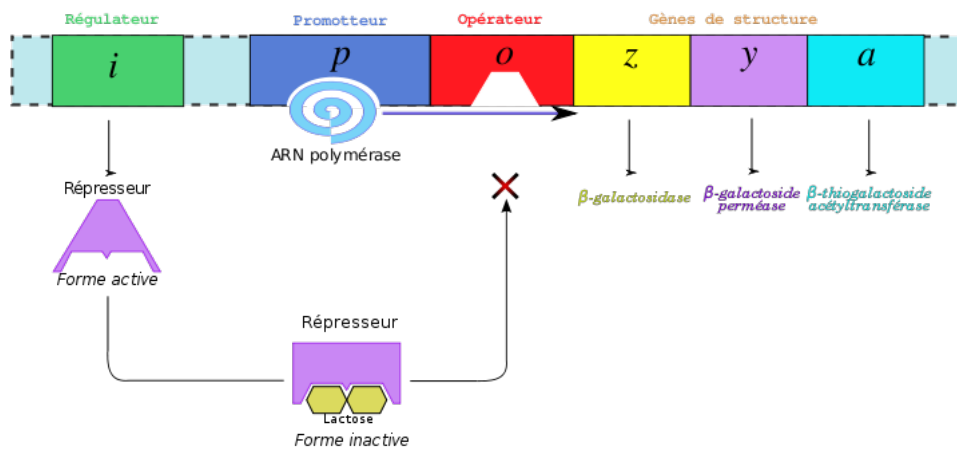 Régulateur Promotteur Opérateur Gènes de structure
i p o z y a
ARN polymérase
Répresseur
β-galactosidase
β-galactoside
perméase
β-thiogalactoside
acétyltransférase
Forme active
Répresseur
Lactose
Forme inactive